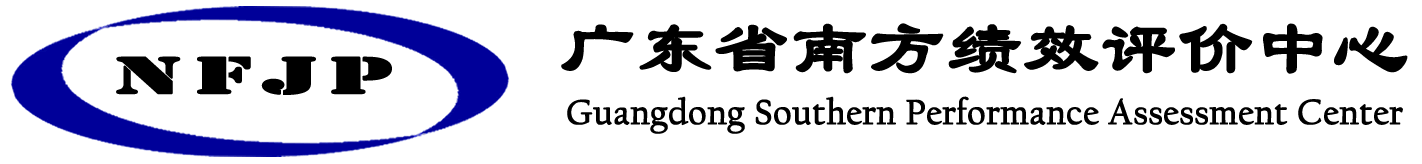 NFJP
广东省南方绩效评价中心
Guangdong Southern Performance Assessment Center